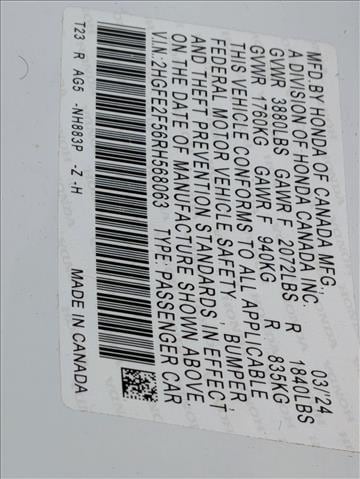 MFD.BY HONDA OF CANADA MFG., 03/'24
A DIVISION OF HONDA CANADA INC.
GVWR 3880LBS GAWR F 2072LBS R 1840LBS
GVWR 1760KG GAWR F 940KG R 835KG
THIS VEHICLE CONFORMS TO ALL APPLICABLE
FEDERAL MOTOR VEHICLE SAFETY, BUMPER,
AND THEFT PREVENTION STANDARDS IN EFFECT
ON THE DATE OF MANUFACTURE SHOWN ABOVE.
V.I.N.:2HGFE2F56RH568063 TYPE: PASSENGER CAR
T23 R AG5 -NH883P -Z -H MADE IN CANADA